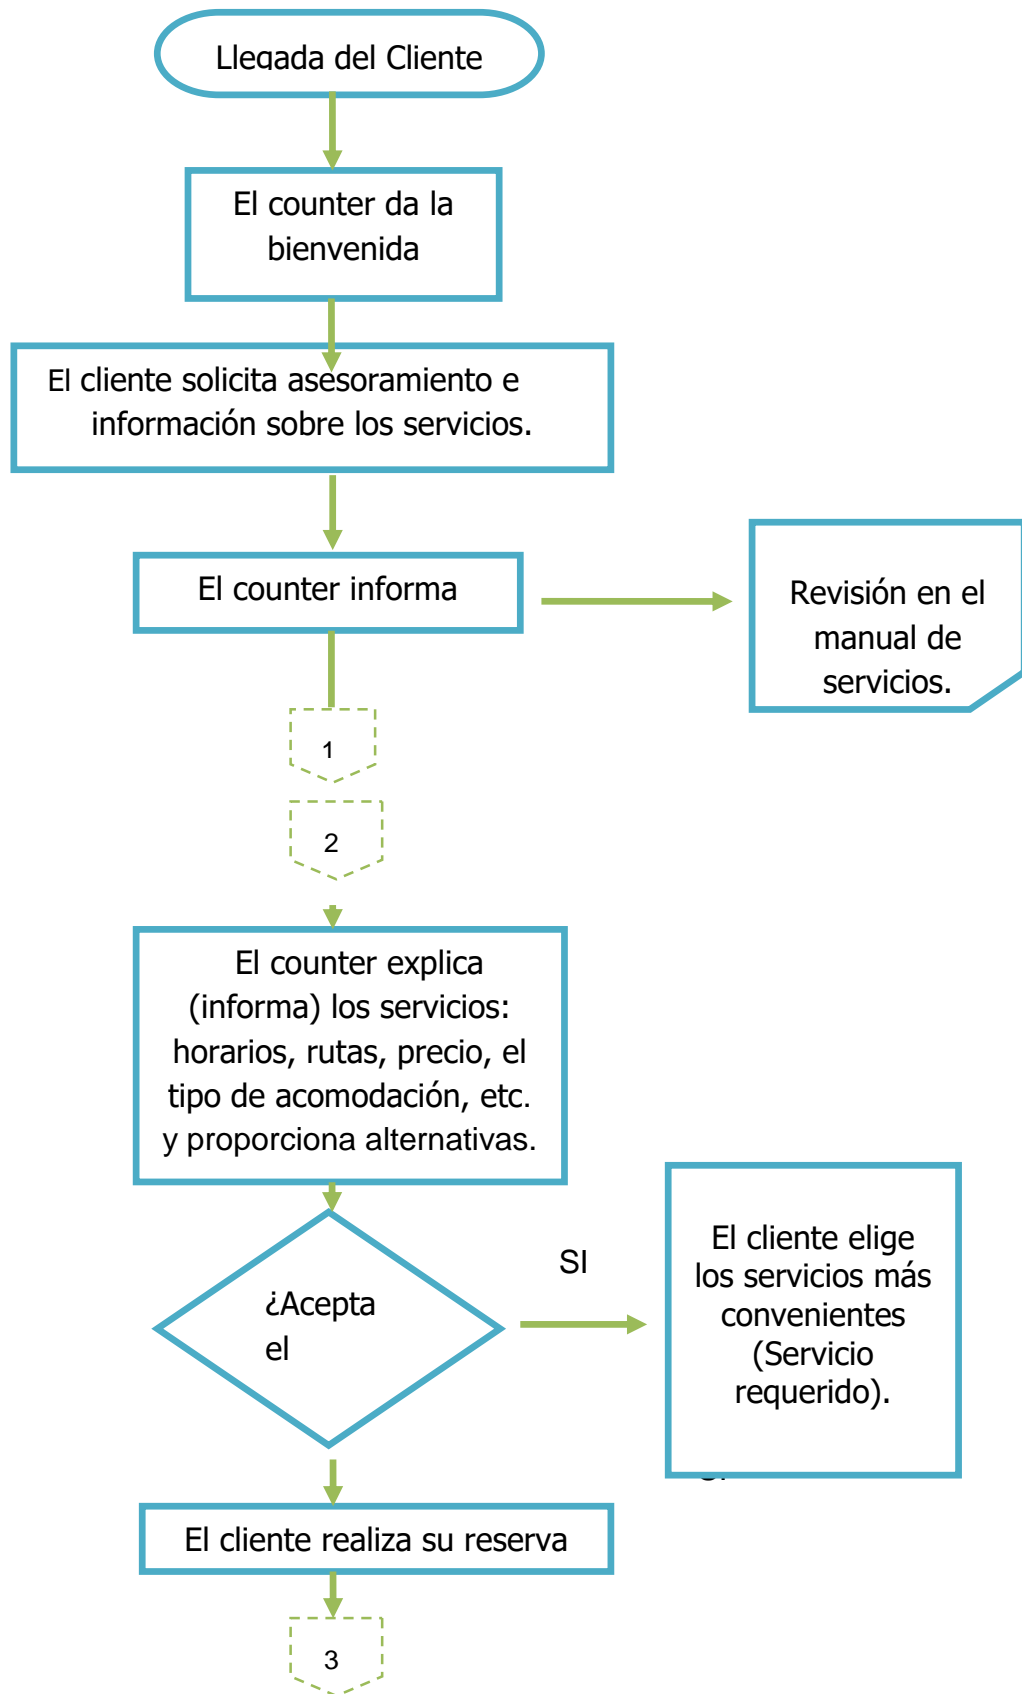 Llegada del Cliente
El counter da la
bienvenida
El cliente solicita asesoramiento e
información sobre los servicios.
El counter informa
Revisión en el
manual de
servicios.
1
2
El counter explica
(informa) los servicios:
horarios, rutas, precio, el
tipo de acomodación, etc.
y proporciona alternativas.
SI
El cliente elige
los servicios más
convenientes
(Servicio
requerido).
¿Acepta
el
El cliente realiza su reserva
3